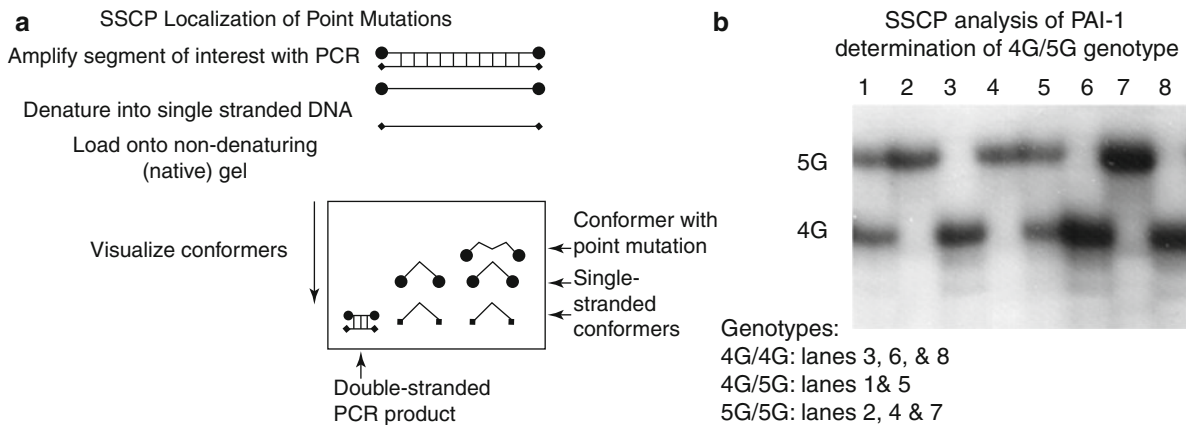 a
SSCP Localization of Point Mutations
Amplify segment of interest with PCR
Denature into single stranded DNA
Load onto non-denaturing
(native) gel
Visualize conformers
Conformer with
point mutation
Single-
stranded
conformers
Double-stranded
PCR product
b
SSCP analysis of PAI-1
determination of 4G/5G genotype
1 2 3 4 5 6 7 8
5G
4G
Genotypes:
4G/4G: lanes 3, 6, & 8
4G/5G: lanes 1& 5
5G/5G: lanes 2, 4 & 7